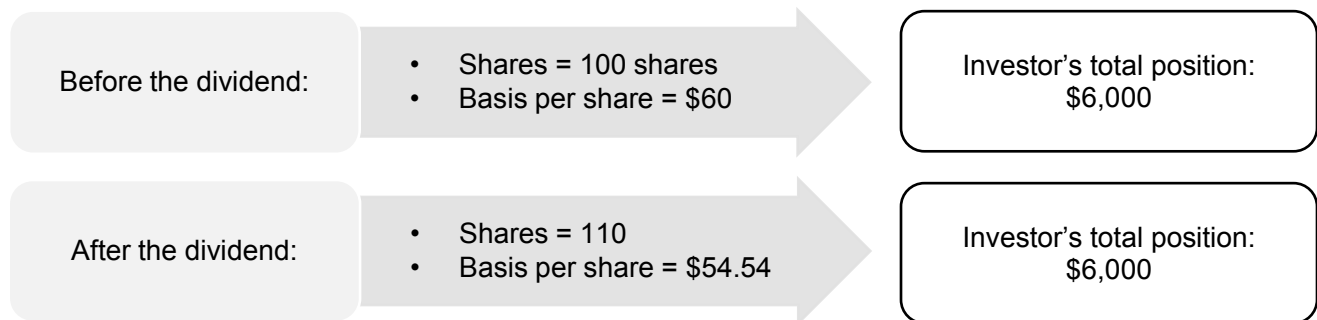 Before the dividend:
• Shares = 100 shares
• Basis per share = $60
Investor’s total position:
$6,000
After the dividend:
• Shares = 110
• Basis per share = $54.54
Investor’s total position:
$6,000